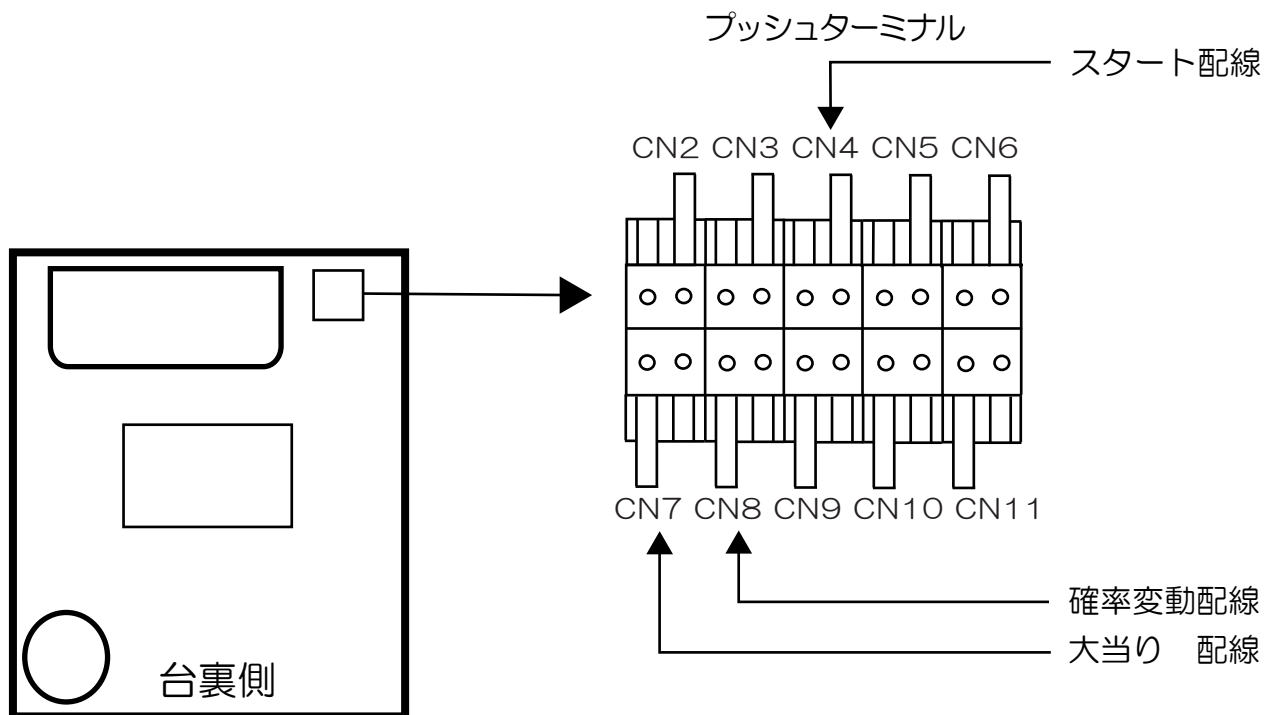 プッシュターミナル
スタート配線
CN2 CN3 CN4 CN5 CN6
CN7 CN8 CN9 CN10 CN11
確率変動配線
大当り　配線
台裏側